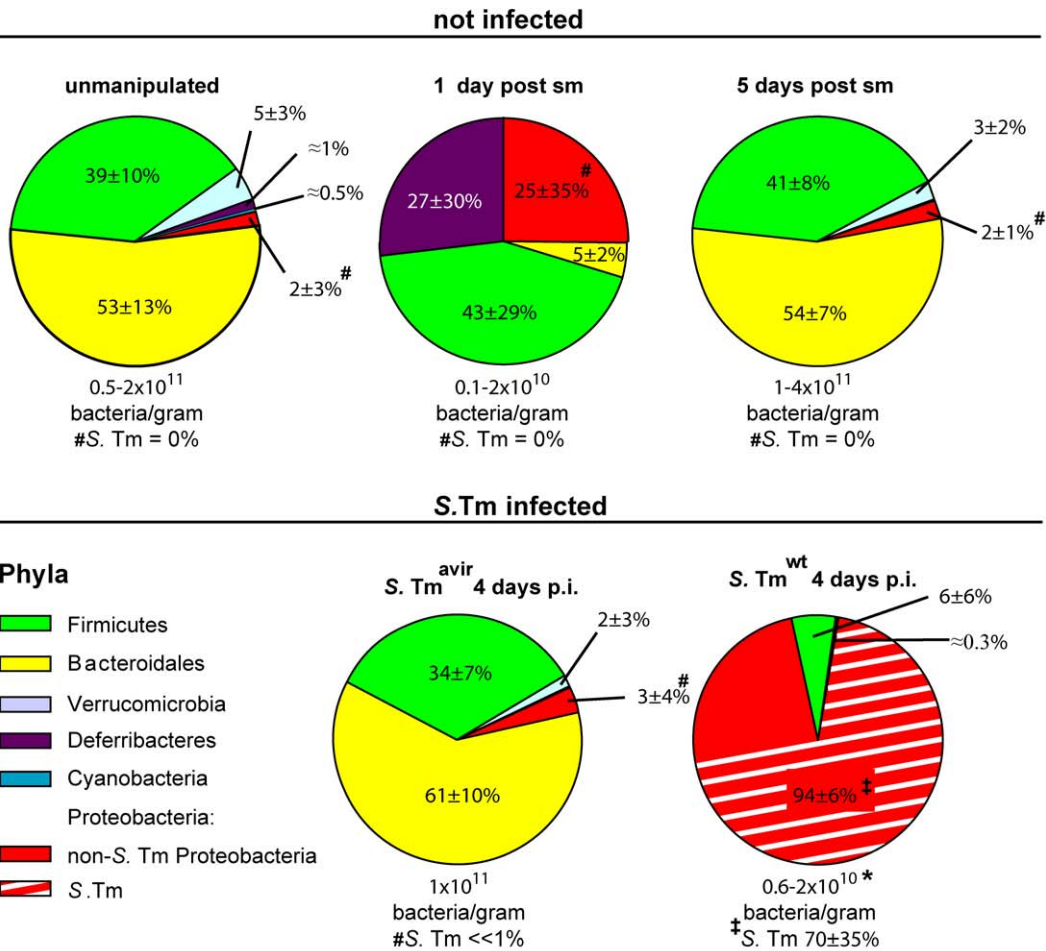 not infected
unmanipulated
5±3%
≈1%
≈0.5%
39±10%
2±3%#
53±13%
0.5-2x10^11
bacteria/gram
#S. Tm = 0%
1 day post sm
27±30%
25±35%#
5±2%
43±29%
0.1-2x10^10
bacteria/gram
#S. Tm = 0%
5 days post sm
3±2%
41±8%
2±1%#
54±7%
1-4x10^11
bacteria/gram
#S. Tm = 0%
S.Tm infected
Phyla
Firmicutes
Bacteroidales
Verrucomicrobia
Deferribacteres
Cyanobacteria
Proteobacteria:
non-S. Tm Proteobacteria
S.Tm
S. Tm^avir 4 days p.i.
2±3%
34±7%
3±4%#
61±10%
1x10^11
bacteria/gram
#S. Tm <<1%
S. Tm^wt 4 days p.i.
6±6%
≈0.3%
94±6%‡
0.6-2x10^10 *
bacteria/gram
‡S. Tm 70±35%